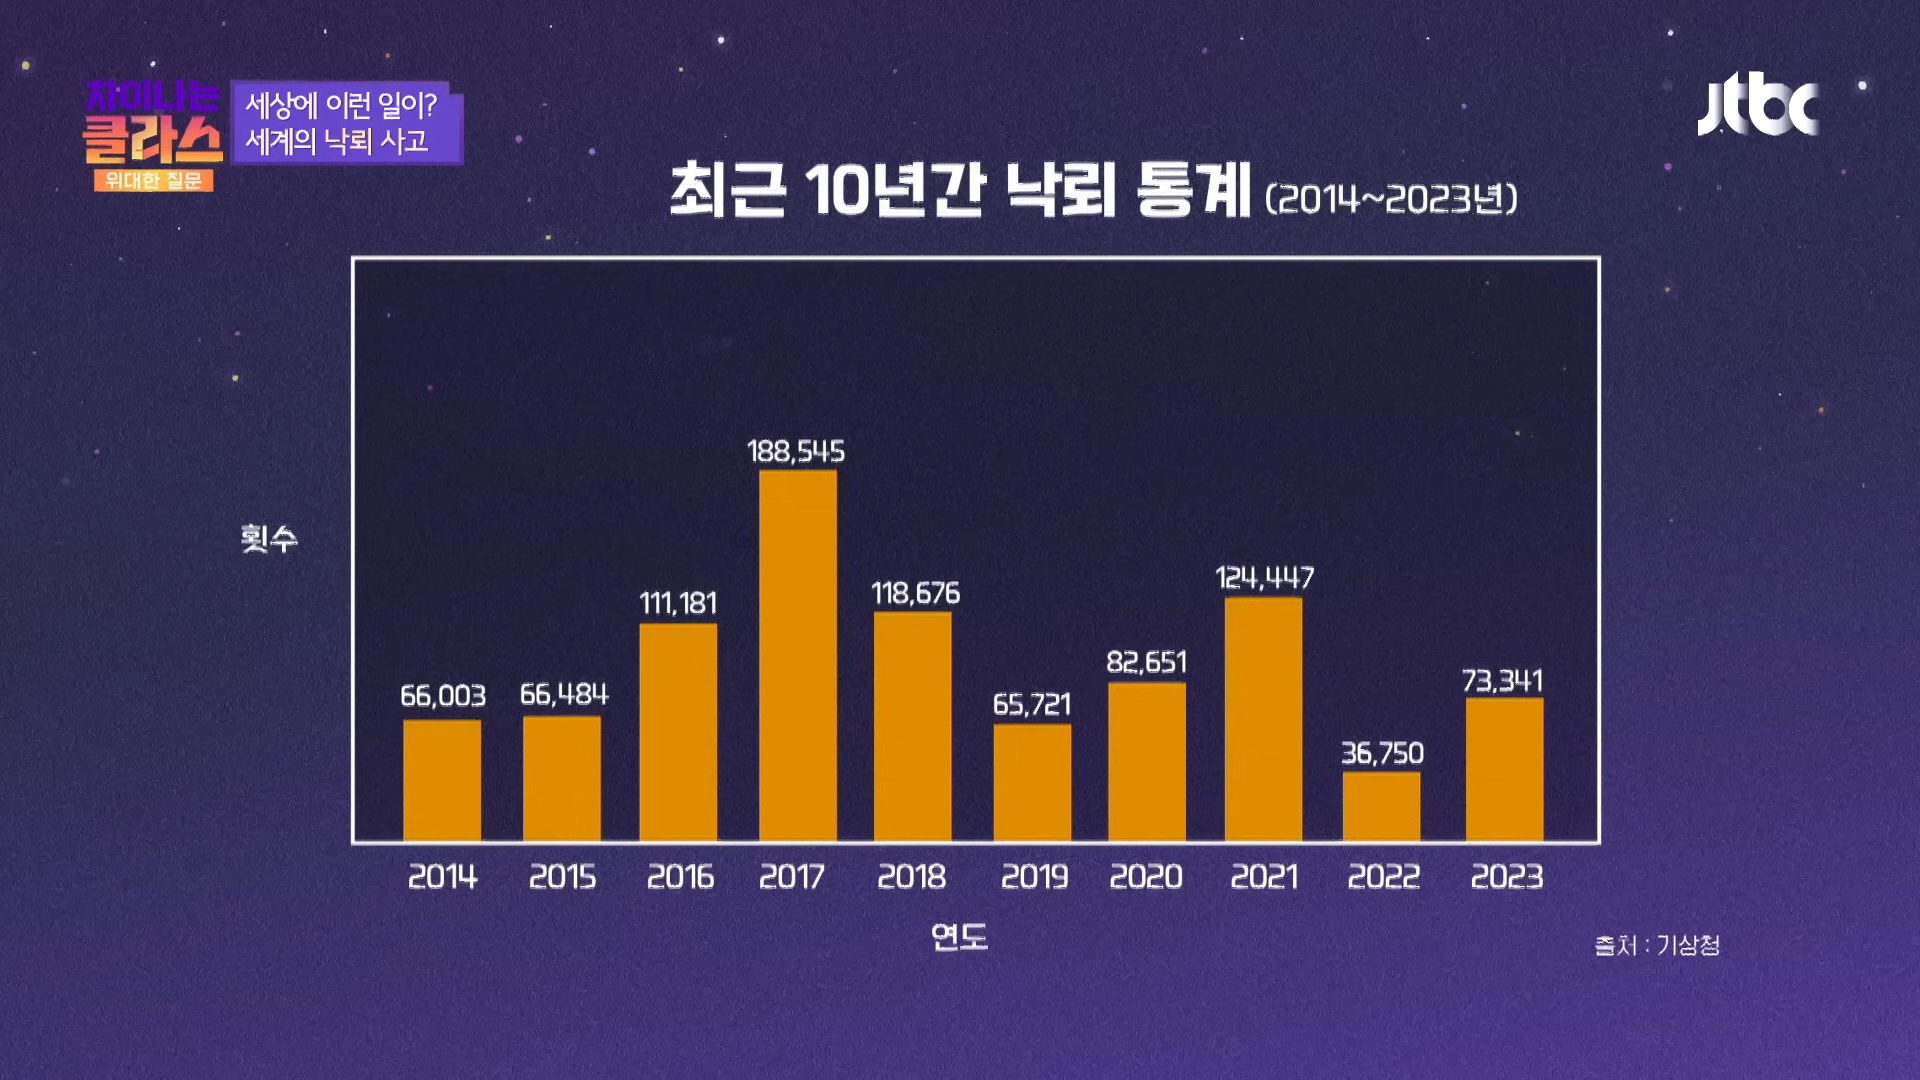 차이나는
클라스
위대한 질문
세상에 이런 일이?
세계의 낙뢰 사고
jtbc
최근 10년간 낙뢰 통계 (2014~2023년)
횟수
188,545
124,447
118,676
111,181
82,651
73,341
66,003
66,484
65,721
36,750
2014 2015 2016 2017 2018 2019 2020 2021 2022 2023
연도
출처 : 기상청